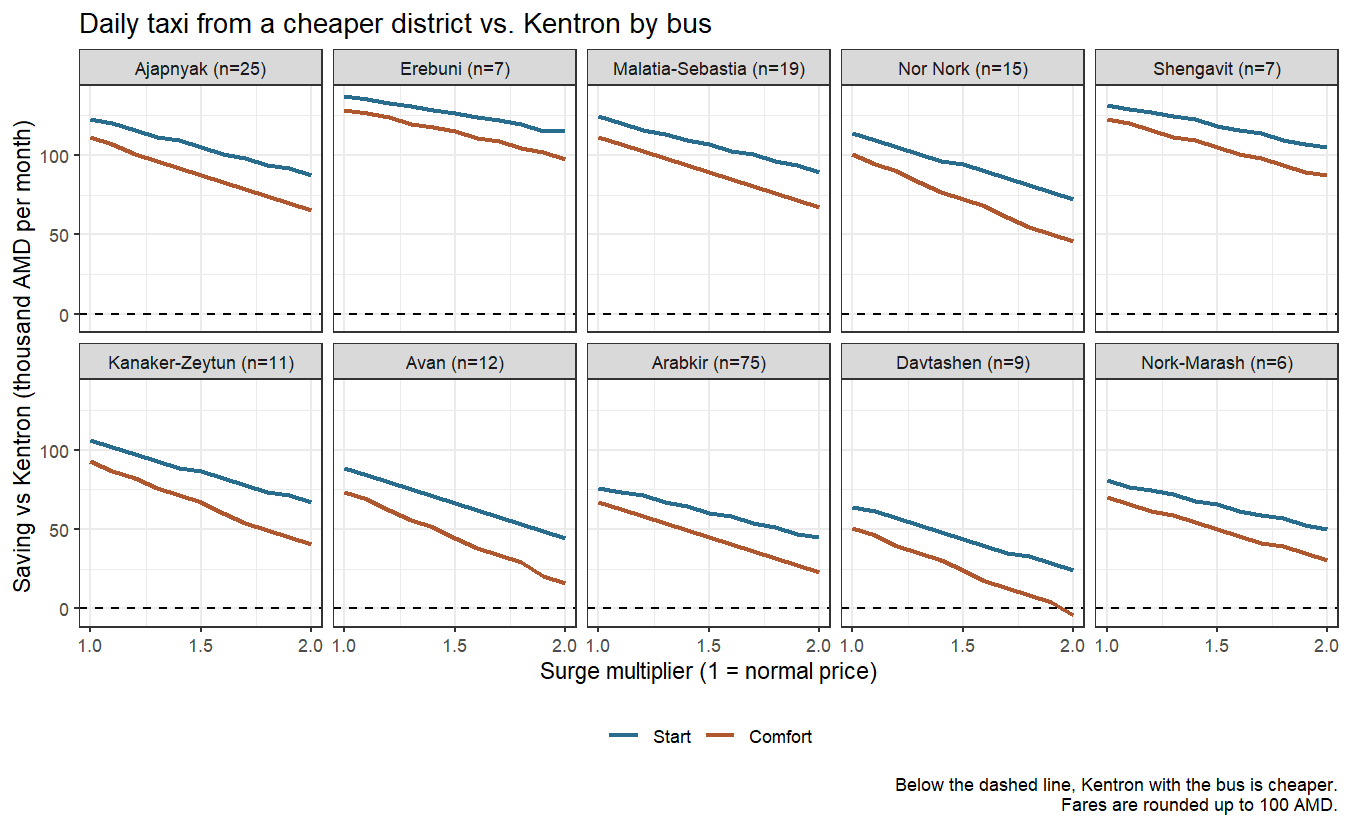 Daily taxi from a cheaper district vs. Kentron by bus
Ajapnyak (n=25)
Erebuni (n=7)
Malatia-Sebastia (n=19)
Nor Nork (n=15)
Shengavit (n=7)
100
50
0
Kanaker-Zeytun (n=11)
Avan (n=12)
Arabkir (n=75)
Davtashen (n=9)
Nork-Marash (n=6)
100
50
0
Saving vs Kentron (thousand AMD per month)
1.0 1.5 2.0
1.0 1.5 2.0
1.0 1.5 2.0
1.0 1.5 2.0
1.0 1.5 2.0
Surge multiplier (1 = normal price)
Start Comfort
Below the dashed line, Kentron with the bus is cheaper.
Fares are rounded up to 100 AMD.